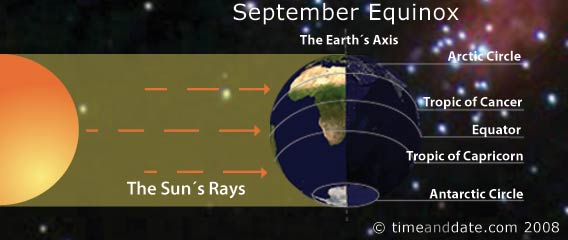 September Equinox
The Earth´s Axis
Arctic Circle
Tropic of Cancer
Equator
Tropic of Capricorn
Antarctic Circle
The Sun´s Rays
© timeanddate.com 2008